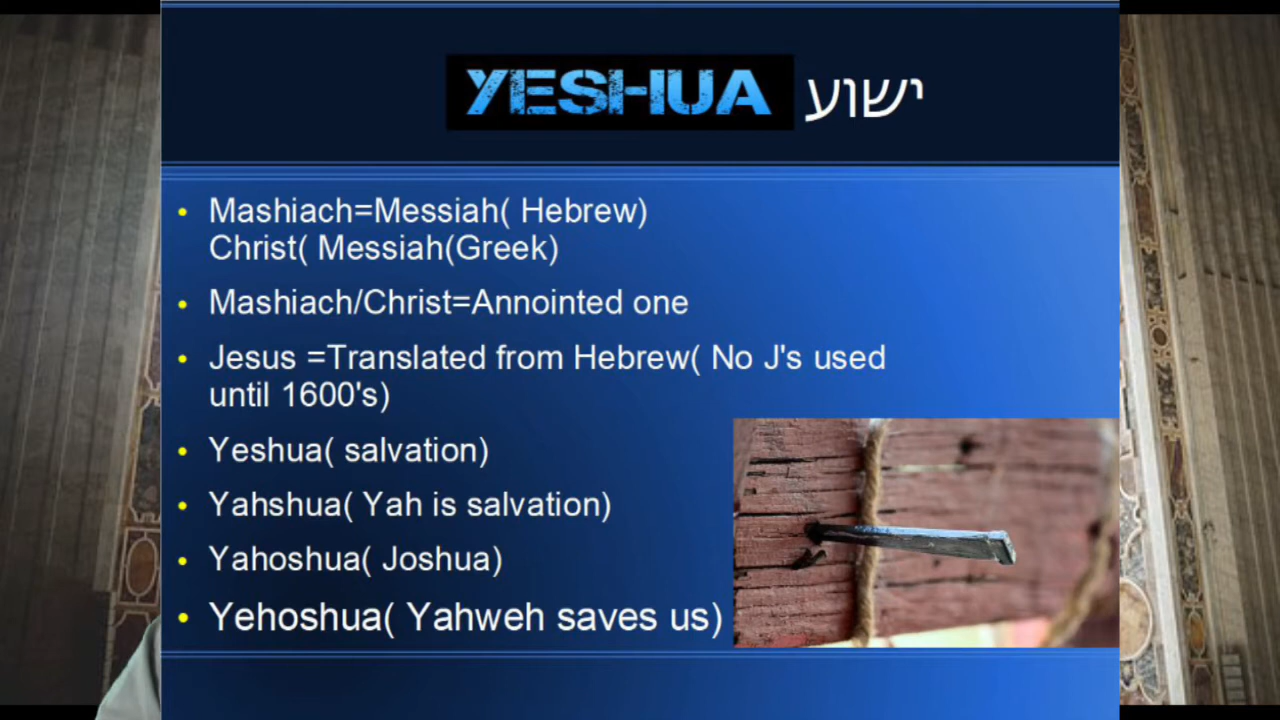 YESHUA ישוע
• Mashiach=Messiah( Hebrew)
Christ( Messiah(Greek)
• Mashiach/Christ=Annointed one
• Jesus =Translated from Hebrew( No J's used
until 1600's)
• Yeshua( salvation)
• Yahshua( Yah is salvation)
• Yahoshua( Joshua)
• Yehoshua( Yahweh saves us)